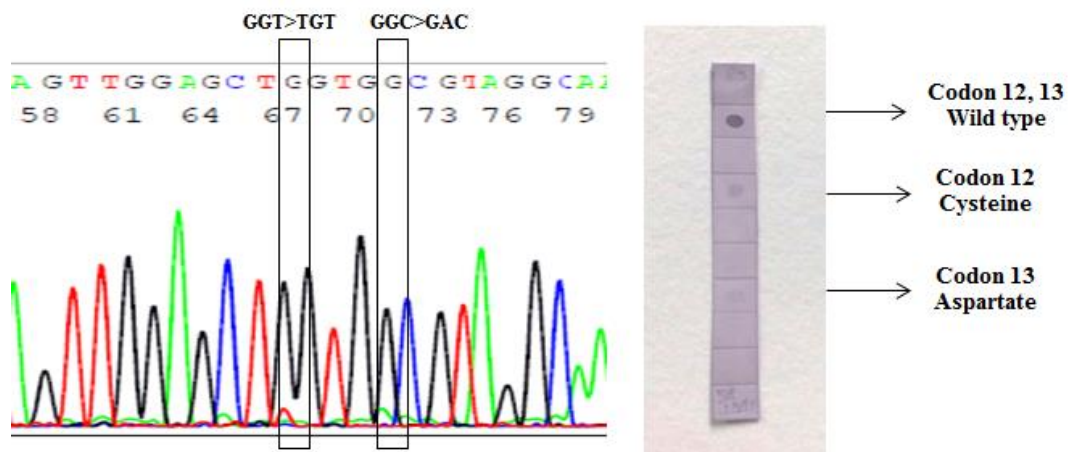 GGT>TGT GGC>GAC
A G T T G G A G C T G G T G G C G T A G G C A A
58 61 64 67 70 73 76 79
Codon 12, 13
Wild type
Codon 12
Cysteine
Codon 13
Aspartate